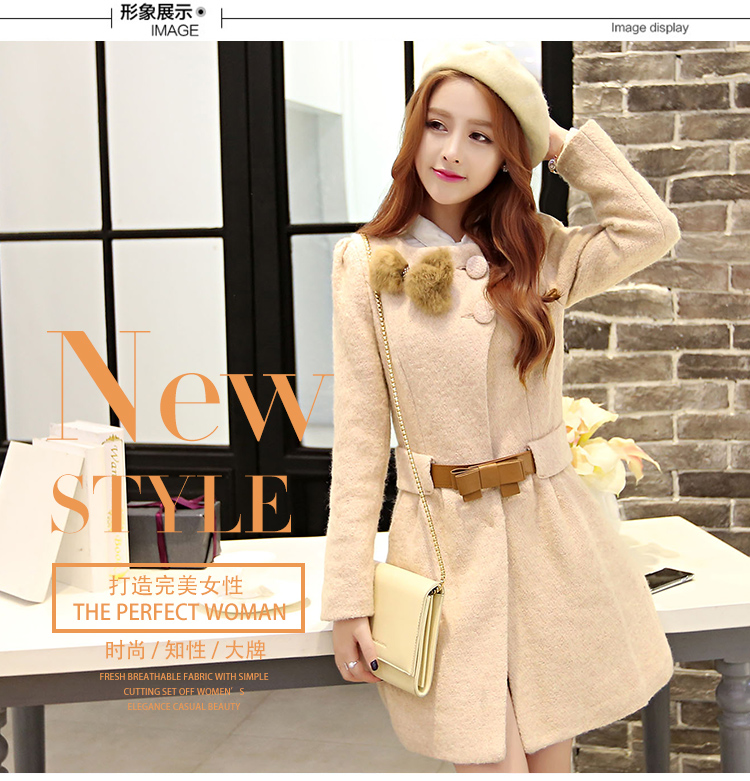 形象展示
IMAGE
Image display
NEW
STYLE
打造完美女性
THE PERFECT WOMAN
时尚 / 知性 / 大牌
FRESH BREATHABLE FABRIC WITH SIMPLE
CUTTING SET OFF WOMEN'S
ELEGANCE CASUAL BEAUTY